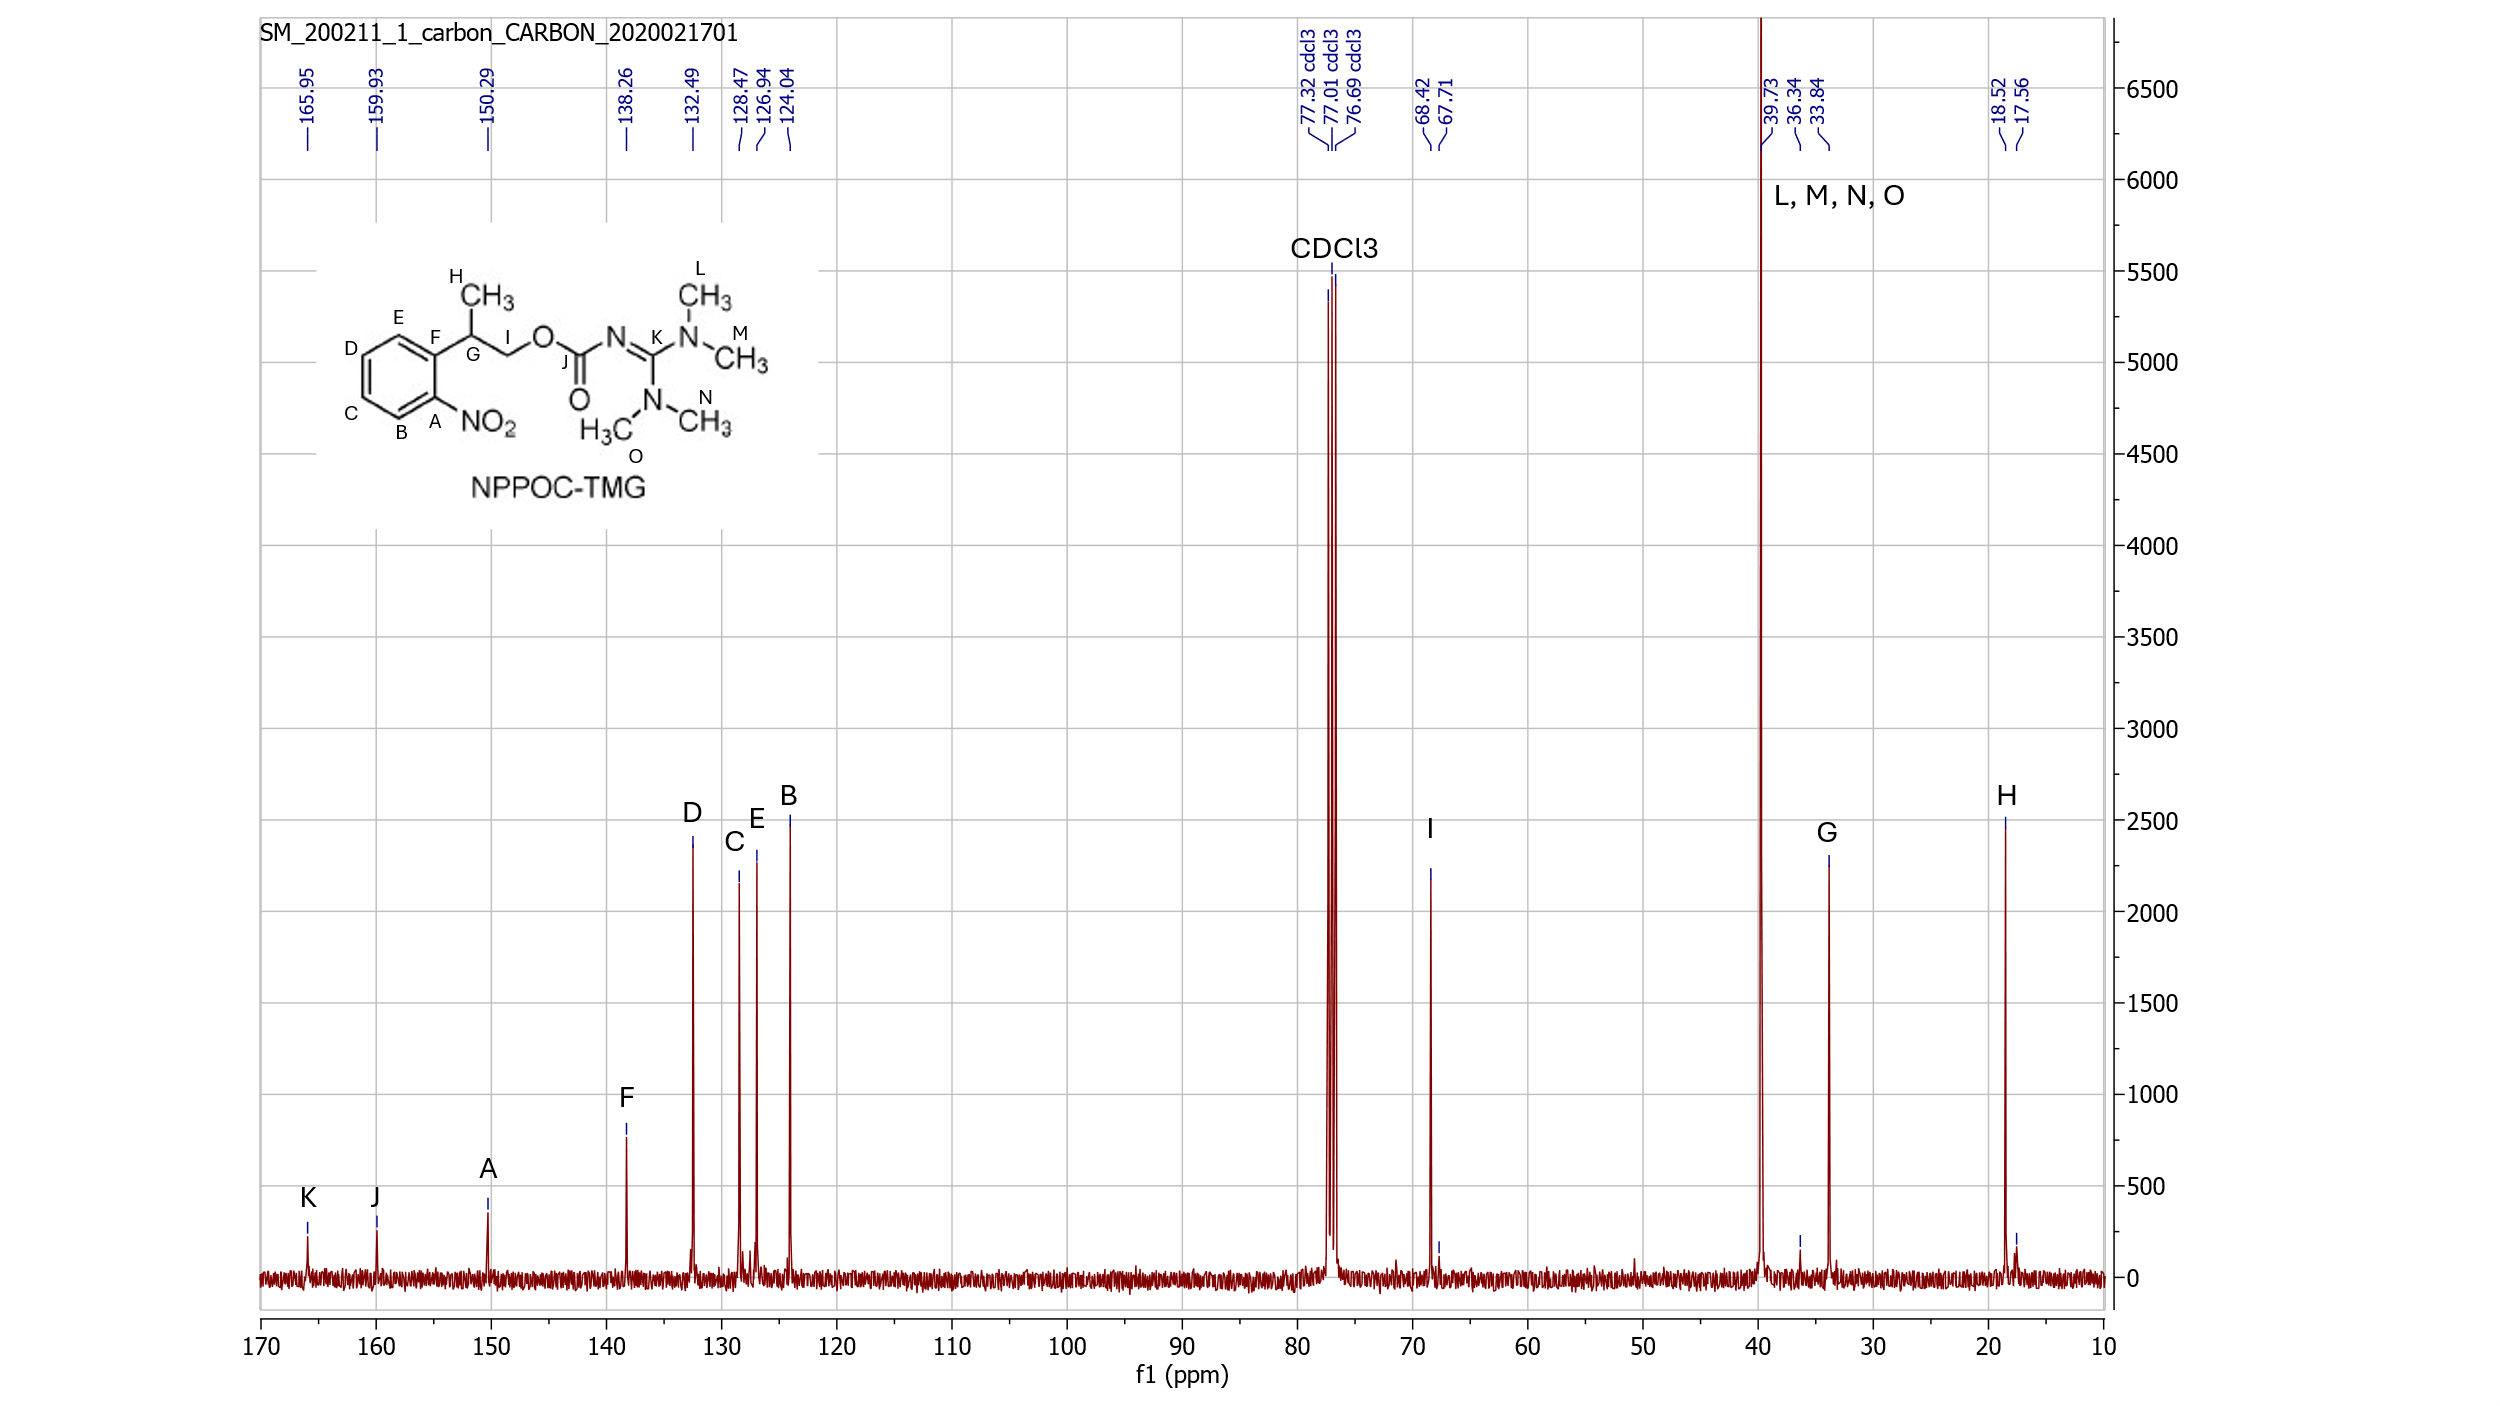 SM_200211_1_carbon_CARBON_2020021701
165.95
159.93
150.29
138.26
132.49
128.47
126.94
124.04
77.32 cdcl3
77.01 cdcl3
76.69 cdcl3
68.42
67.71
39.73
36.34
33.84
18.52
17.56
L, M, N, O
CDCl3
H
CH3
L
CH3
E
D
F
G
I
O
J
O
N
K
N
M
CH3
N
N
CH3
H3C
O
C
B
A
NO2
NPPOC-TMG
K
J
A
F
D
C
E
B
I
G
H
6500
6000
5500
5000
4500
4000
3500
3000
2500
2000
1500
1000
500
0
170 160 150 140 130 120 110 100 90 80 70 60 50 40 30 20 10
f1 (ppm)